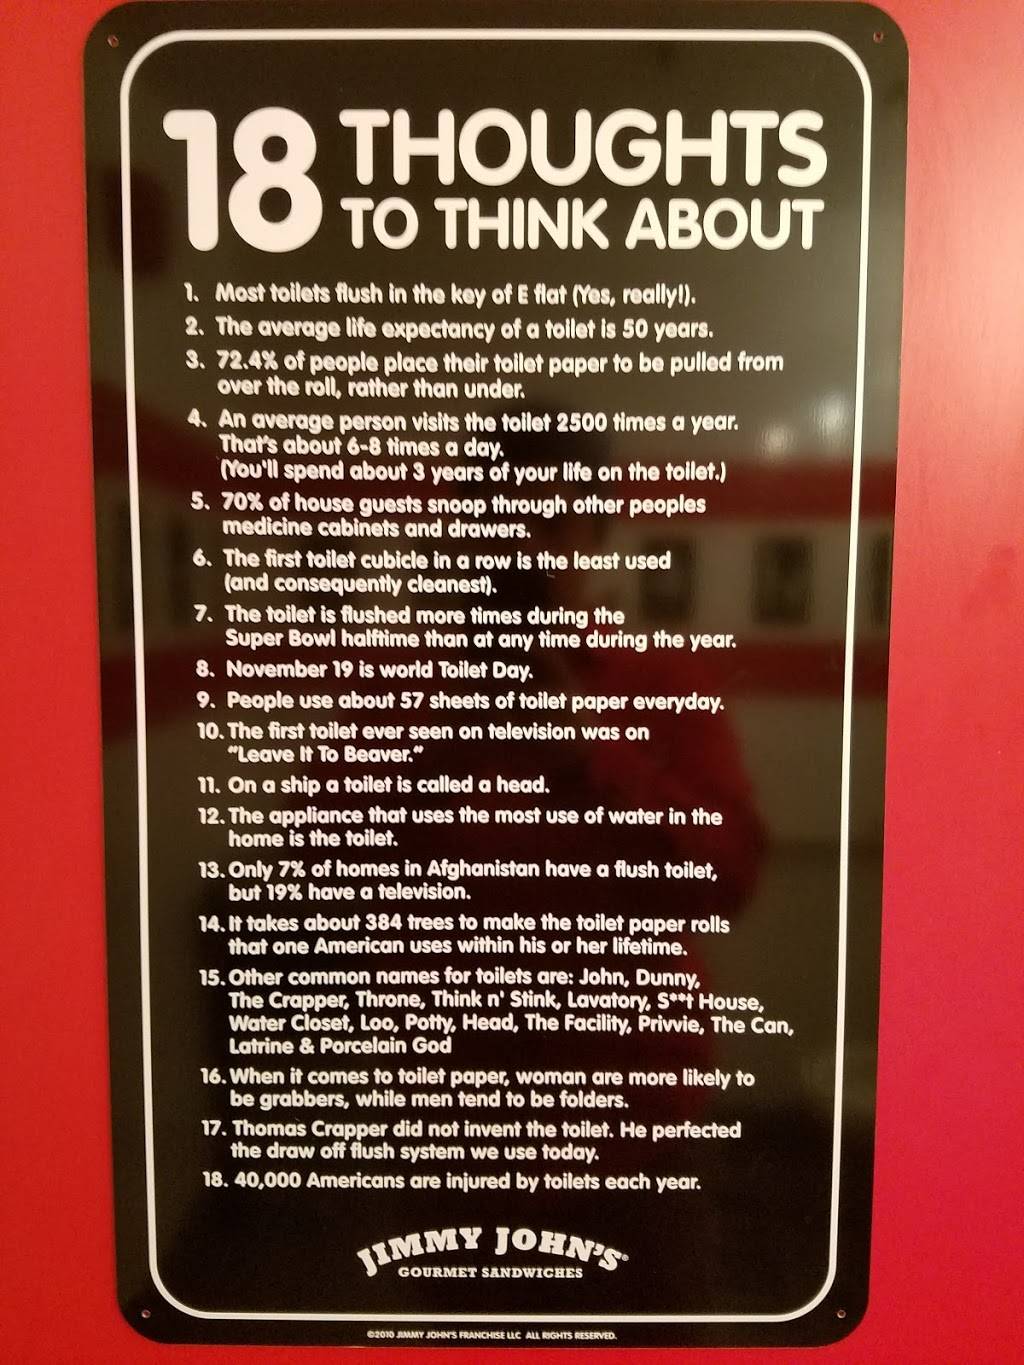 18 THOUGHTS
TO THINK ABOUT
1. Most toilets flush in the key of E flat (Yes, really!).
2. The average life expectancy of a toilet is 50 years.
3. 72.4% of people place their toilet paper to be pulled from
over the roll, rather than under.
4. An average person visits the toilet 2500 times a year.
That's about 6-8 times a day.
(You'll spend about 3 years of your life on the toilet.)
5. 70% of house guests snoop through other peoples
medicine cabinets and drawers.
6. The first toilet cubicle in a row is the least used
(and consequently cleanest).
7. The toilet is flushed more times during the
Super Bowl halftime than at any time during the year.
8. November 19 is world Toilet Day.
9. People use about 57 sheets of toilet paper everyday.
10. The first toilet ever seen on television was on
"Leave It To Beaver."
11. On a ship a toilet is called a head.
12. The appliance that uses the most use of water in the
home is the toilet.
13. Only 7% of homes in Afghanistan have a flush toilet,
but 19% have a television.
14. It takes about 384 trees to make the toilet paper rolls
that one American uses within his or her lifetime.
15. Other common names for toilets are: John, Dunny,
The Crapper, Throne, Think n' Stink, Lavatory, S**t House,
Water Closet, Loo, Potty, Head, The Facility, Privvie, The Can,
Latrine & Porcelain God
16. When it comes to toilet paper, woman are more likely to
be grabbers, while men tend to be folders.
17. Thomas Crapper did not invent the toilet. He perfected
the draw off flush system we use today.
18. 40,000 Americans are injured by toilets each year.
JIMMY JOHN'S®
GOURMET SANDWICHES
©2010 JIMMY JOHN'S FRANCHISE LLC ALL RIGHTS RESERVED.